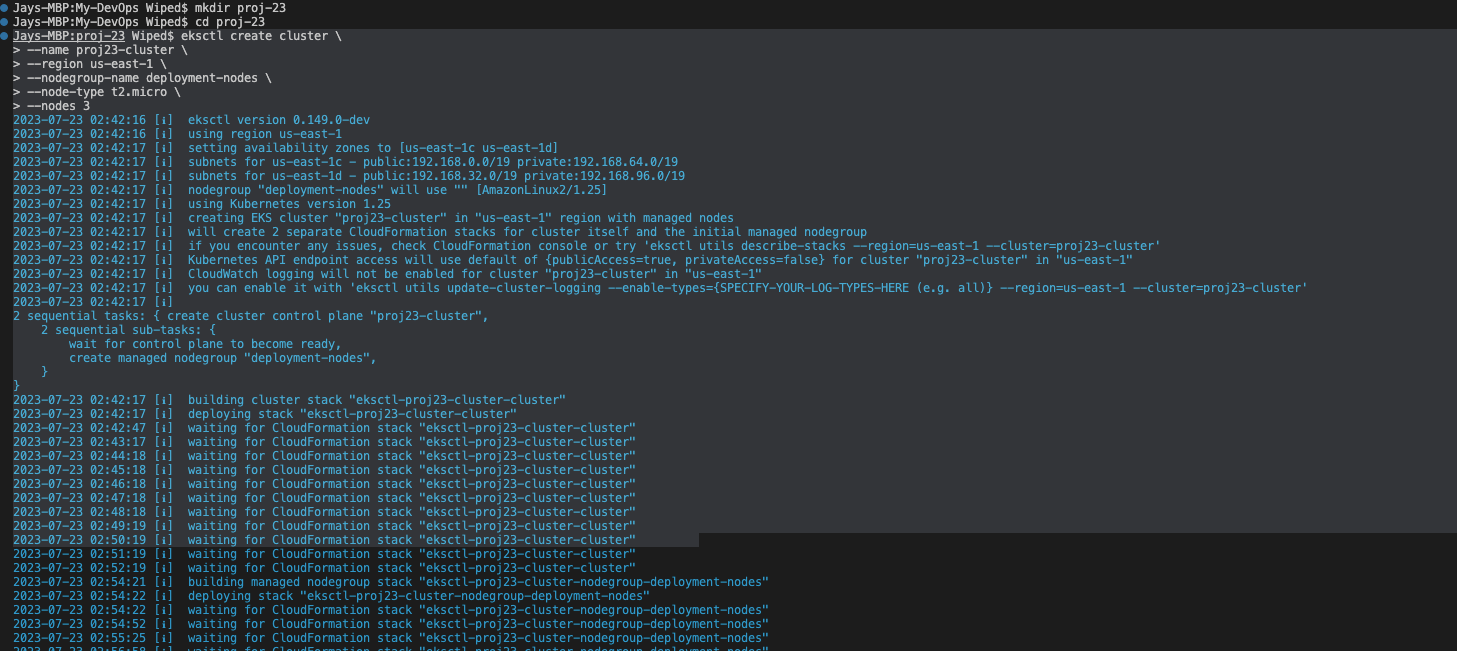 Jays-MBP:My-DevOps Wiped$ mkdir proj-23
Jays-MBP:My-DevOps Wiped$ cd proj-23
Jays-MBP:proj-23 Wiped$ eksctl create cluster \
> --name proj23-cluster \
> --region us-east-1 \
> --nodegroup-name deployment-nodes \
> --node-type t2.micro \
> --nodes 3
2023-07-23 02:42:16 [ℹ]  eksctl version 0.149.0-dev
2023-07-23 02:42:16 [ℹ]  using region us-east-1
2023-07-23 02:42:17 [ℹ]  setting availability zones to [us-east-1c us-east-1d]
2023-07-23 02:42:17 [ℹ]  subnets for us-east-1c - public:192.168.0.0/19 private:192.168.64.0/19
2023-07-23 02:42:17 [ℹ]  subnets for us-east-1d - public:192.168.32.0/19 private:192.168.96.0/19
2023-07-23 02:42:17 [ℹ]  nodegroup "deployment-nodes" will use "" [AmazonLinux2/1.25]
2023-07-23 02:42:17 [ℹ]  using Kubernetes version 1.25
2023-07-23 02:42:17 [ℹ]  creating EKS cluster "proj23-cluster" in "us-east-1" region with managed nodes
2023-07-23 02:42:17 [ℹ]  will create 2 separate CloudFormation stacks for cluster itself and the initial managed nodegroup
2023-07-23 02:42:17 [ℹ]  if you encounter any issues, check CloudFormation console or try 'eksctl utils describe-stacks --region=us-east-1 --cluster=proj23-cluster'
2023-07-23 02:42:17 [ℹ]  Kubernetes API endpoint access will use default of {publicAccess=true, privateAccess=false} for cluster "proj23-cluster" in "us-east-1"
2023-07-23 02:42:17 [ℹ]  CloudWatch logging will not be enabled for cluster "proj23-cluster" in "us-east-1"
2023-07-23 02:42:17 [ℹ]  you can enable it with 'eksctl utils update-cluster-logging --enable-types={SPECIFY-YOUR-LOG-TYPES-HERE (e.g. all)} --region=us-east-1 --cluster=proj23-cluster'
2023-07-23 02:42:17 [ℹ]
2 sequential tasks: { create cluster control plane "proj23-cluster",
    2 sequential sub-tasks: {
        wait for control plane to become ready,
        create managed nodegroup "deployment-nodes",
    }
}
2023-07-23 02:42:17 [ℹ]  building cluster stack "eksctl-proj23-cluster-cluster"
2023-07-23 02:42:17 [ℹ]  deploying stack "eksctl-proj23-cluster-cluster"
2023-07-23 02:42:47 [ℹ]  waiting for CloudFormation stack "eksctl-proj23-cluster-cluster"
2023-07-23 02:43:17 [ℹ]  waiting for CloudFormation stack "eksctl-proj23-cluster-cluster"
2023-07-23 02:44:18 [ℹ]  waiting for CloudFormation stack "eksctl-proj23-cluster-cluster"
2023-07-23 02:45:18 [ℹ]  waiting for CloudFormation stack "eksctl-proj23-cluster-cluster"
2023-07-23 02:46:18 [ℹ]  waiting for CloudFormation stack "eksctl-proj23-cluster-cluster"
2023-07-23 02:47:18 [ℹ]  waiting for CloudFormation stack "eksctl-proj23-cluster-cluster"
2023-07-23 02:48:18 [ℹ]  waiting for CloudFormation stack "eksctl-proj23-cluster-cluster"
2023-07-23 02:49:19 [ℹ]  waiting for CloudFormation stack "eksctl-proj23-cluster-cluster"
2023-07-23 02:50:19 [ℹ]  waiting for CloudFormation stack "eksctl-proj23-cluster-cluster"
2023-07-23 02:51:19 [ℹ]  waiting for CloudFormation stack "eksctl-proj23-cluster-cluster"
2023-07-23 02:52:19 [ℹ]  waiting for CloudFormation stack "eksctl-proj23-cluster-cluster"
2023-07-23 02:54:21 [ℹ]  building managed nodegroup stack "eksctl-proj23-cluster-nodegroup-deployment-nodes"
2023-07-23 02:54:22 [ℹ]  deploying stack "eksctl-proj23-cluster-nodegroup-deployment-nodes"
2023-07-23 02:54:22 [ℹ]  waiting for CloudFormation stack "eksctl-proj23-cluster-nodegroup-deployment-nodes"
2023-07-23 02:54:52 [ℹ]  waiting for CloudFormation stack "eksctl-proj23-cluster-nodegroup-deployment-nodes"
2023-07-23 02:55:25 [ℹ]  waiting for CloudFormation stack "eksctl-proj23-cluster-nodegroup-deployment-nodes"
2023-07-23 02:56:58 [ℹ]  waiting for CloudFormation stack "eksctl-proj23-cluster-nodegroup-deployment-nodes"